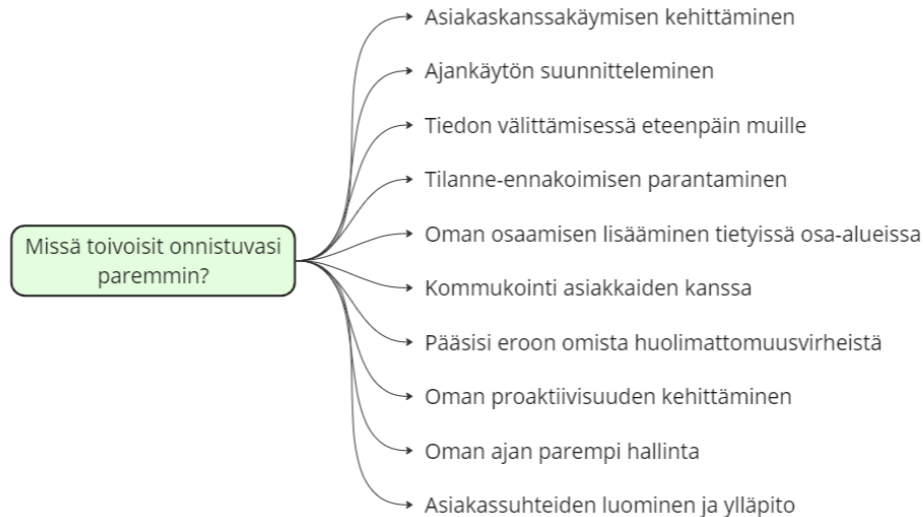 Asiakaskanssakäymisen kehittäminen
Ajankäytön suunnitteleminen
Tiedon välittämisessä eteenpäin muille
Tilanne-ennakoimisen parantaminen
Missä toivoisit onnistuvasi
paremmin?
Oman osaamisen lisääminen tietyissä osa-alueissa
Kommukointi asiakkaiden kanssa
Pääsisi eroon omista huolimattomuusvirheistä
Oman proaktiivisuuden kehittäminen
Oman ajan parempi hallinta
Asiakassuhteiden luominen ja ylläpito